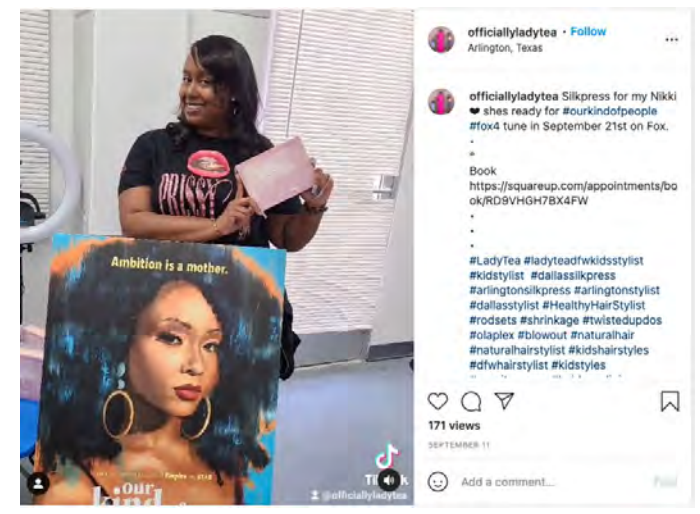 PRISSY
Ambition is a mother.
our
kind
@officiallyladytea
officiallyladytea • Follow
Arlington, Texas
...
officiallyladytea Silkpress for my Nikki
❤ shes ready for #ourkindofpeople
#fox4 tune in September 21st on Fox.
.
*
Book
https://squareup.com/appointments/bo
ok/RD9VHGH7BX4FW
.
.
.
#LadyTea #ladyteadfwkidsstylist
#kidstylist #dallassilkpress
#arlingtonsilkpress #arlingtonstylist
#dallasstylist #HealthyHairStylist
#rodsets #shrinkage #twistedupdos
#olaplex #blowout #naturalhair
#naturalhairstylist #kidshairstyles
#dfwhairstylist #kidstyles
171 views
SEPTEMBER 11
Add a comment...
Post